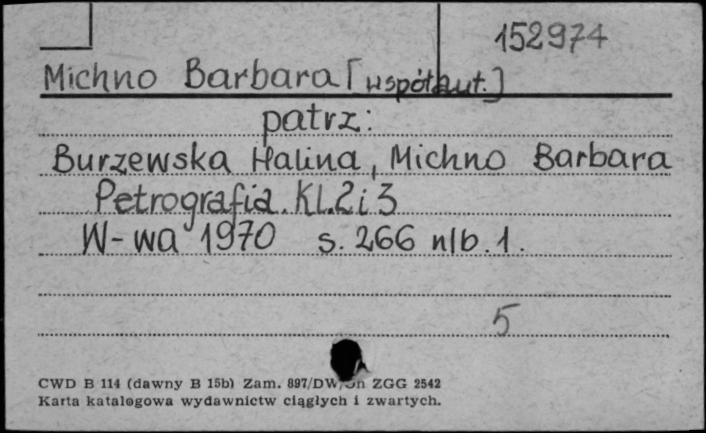 152974
Michno Barbara [współaut.]
patrz:
Burzewska Halina, Michno Barbara
Petrografia. Kl. 2 i 3
W-wa 1970 s. 266 nlb. 1.
5
CWD B 114 (dawny B 15b) Zam. 897/DW/ ZGG 2542
Karta katalogowa wydawnictw ciągłych i zwartych.